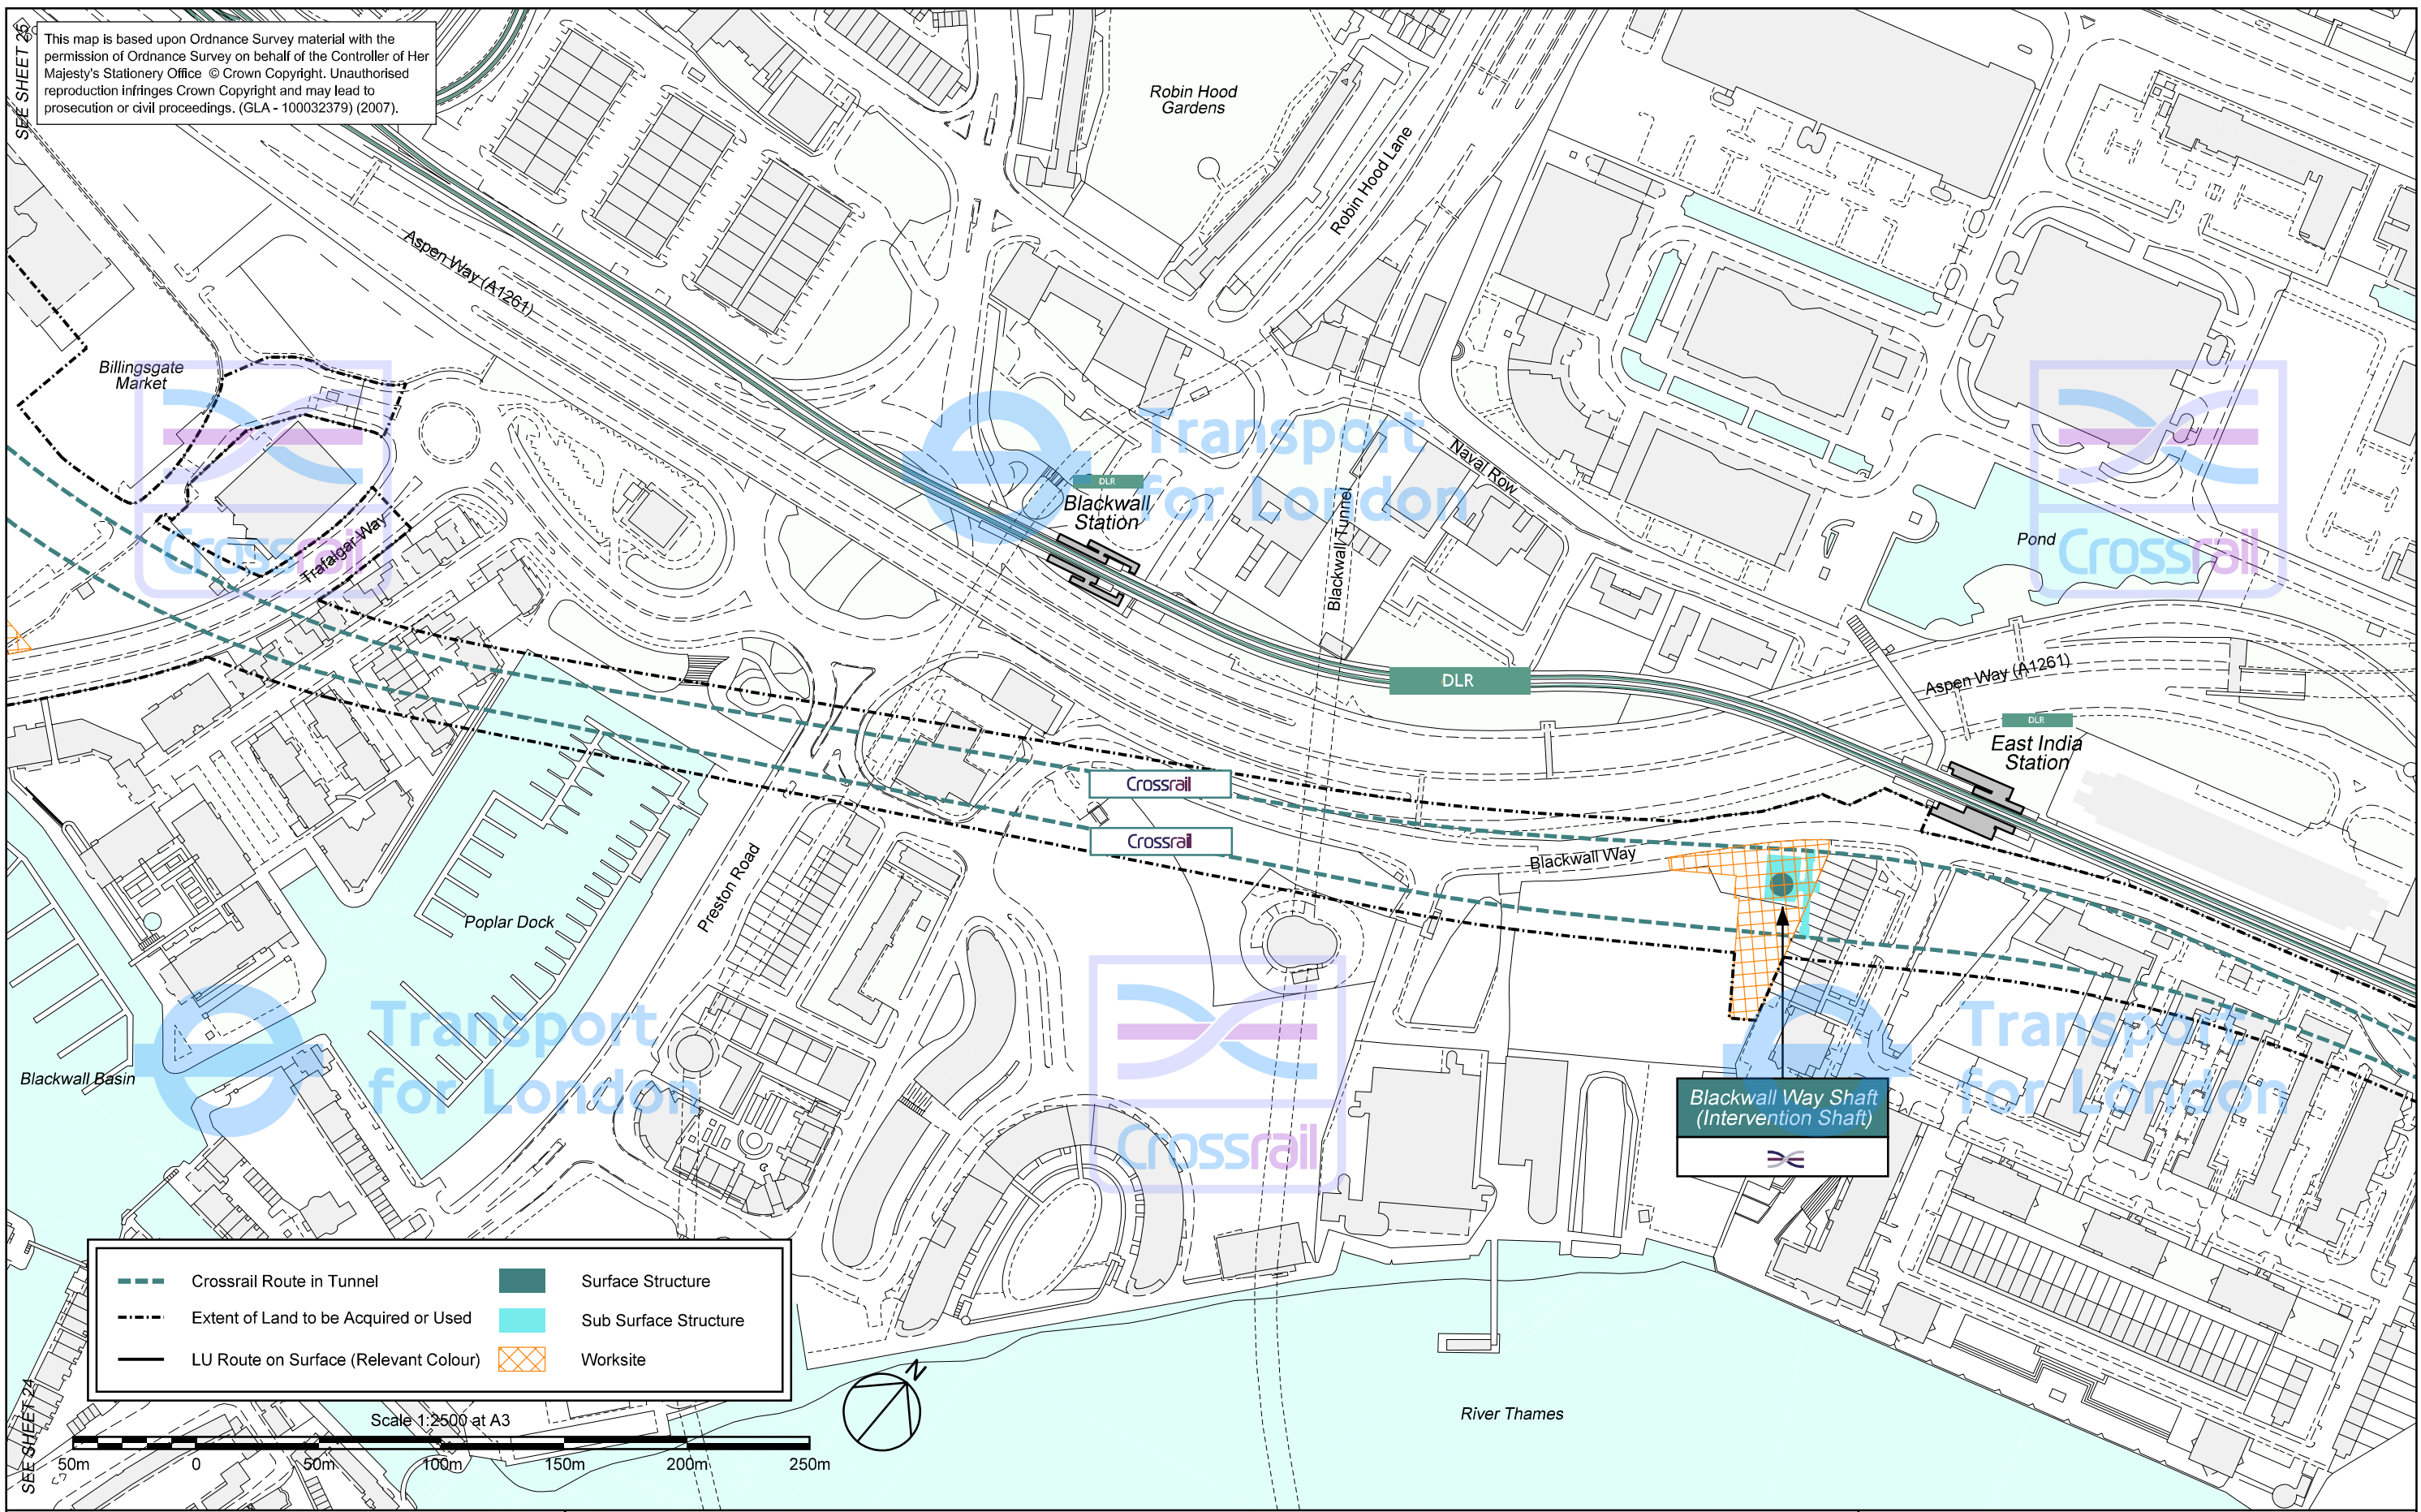 SEE SHEET 25
This map is based upon Ordnance Survey material with the
permission of Ordnance Survey on behalf of the Controller of Her
Majesty's Stationery Office © Crown Copyright. Unauthorised
reproduction infringes Crown Copyright and may lead to
prosecution or civil proceedings. (GLA - 100032379) (2007).
Robin Hood
Gardens
Robin Hood Lane
Aspen Way (A1261)
Billingsgate
Market
Crossrail
Trafalgar Way
Transport
for London
DLR
Blackwall
Station
Blackwall Tunnel
Naval Row
Pond
Crossrail
DLR
Aspen Way (A1261)
DLR
East India
Station
Crossrail
Crossrail
Blackwall Way
Preston Road
Poplar Dock
Transport
for London
Blackwall Basin
Crossrail
Transport
for London
Blackwall Way Shaft
(Intervention Shaft)
River Thames
Crossrail Route in Tunnel
Extent of Land to be Acquired or Used
LU Route on Surface (Relevant Colour)
Surface Structure
Sub Surface Structure
Worksite
N
SEE SHEET 24
Scale 1:2500 at A3
50m 0 50m 100m 150m 200m 250m